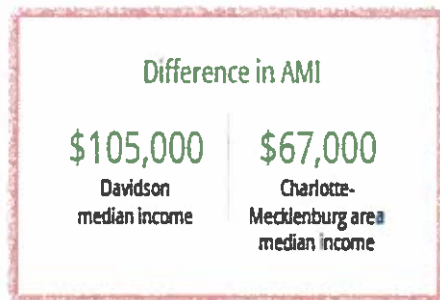 Difference in AMI
$105,000
Davidson
median income
$67,000
Charlotte-
Mecklenburg area
median income